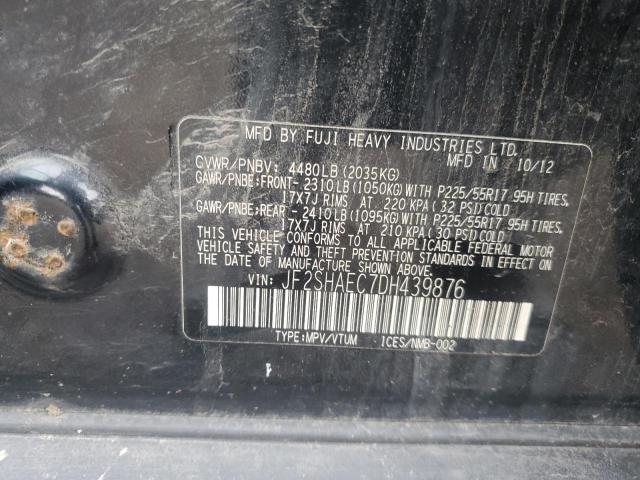 MFD BY FUJI HEAVY INDUSTRIES LTD.
MFD IN 10/12
GVWR/PNBV: 4480LB (2035KG)
GAWR/PNBE:FRONT- 2310LB (1050KG) WITH P225/55R17 95H TIRES,
17X7J RIMS AT 220 KPA (32 PSI) COLD
GAWR/PNBE:REAR - 2410LB (1095KG) WITH P225/55R17 95H TIRES,
17X7J RIMS AT 210 KPA (30 PSI) COLD
THIS VEHICLE CONFORMS TO ALL APPLICABLE FEDERAL MOTOR
VEHICLE SAFETY AND THEFT PREVENTION STANDARDS IN EFFECT ON
THE DATE OF MANUFACTURE SHOWN ABOVE.
VIN: JF2SHAEC7DH439876
TYPE:MPV/VTUM ICES/NMB-002